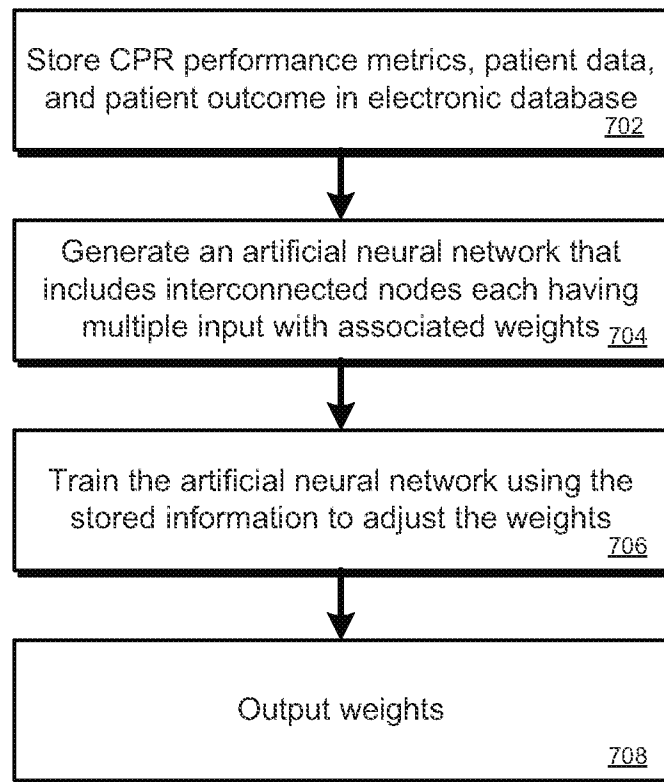 Store CPR performance metrics, patient data,
and patient outcome in electronic database
702
Generate an artificial neural network that
includes interconnected nodes each having
multiple input with associated weights
704
Train the artificial neural network using the
stored information to adjust the weights
706
Output weights
708